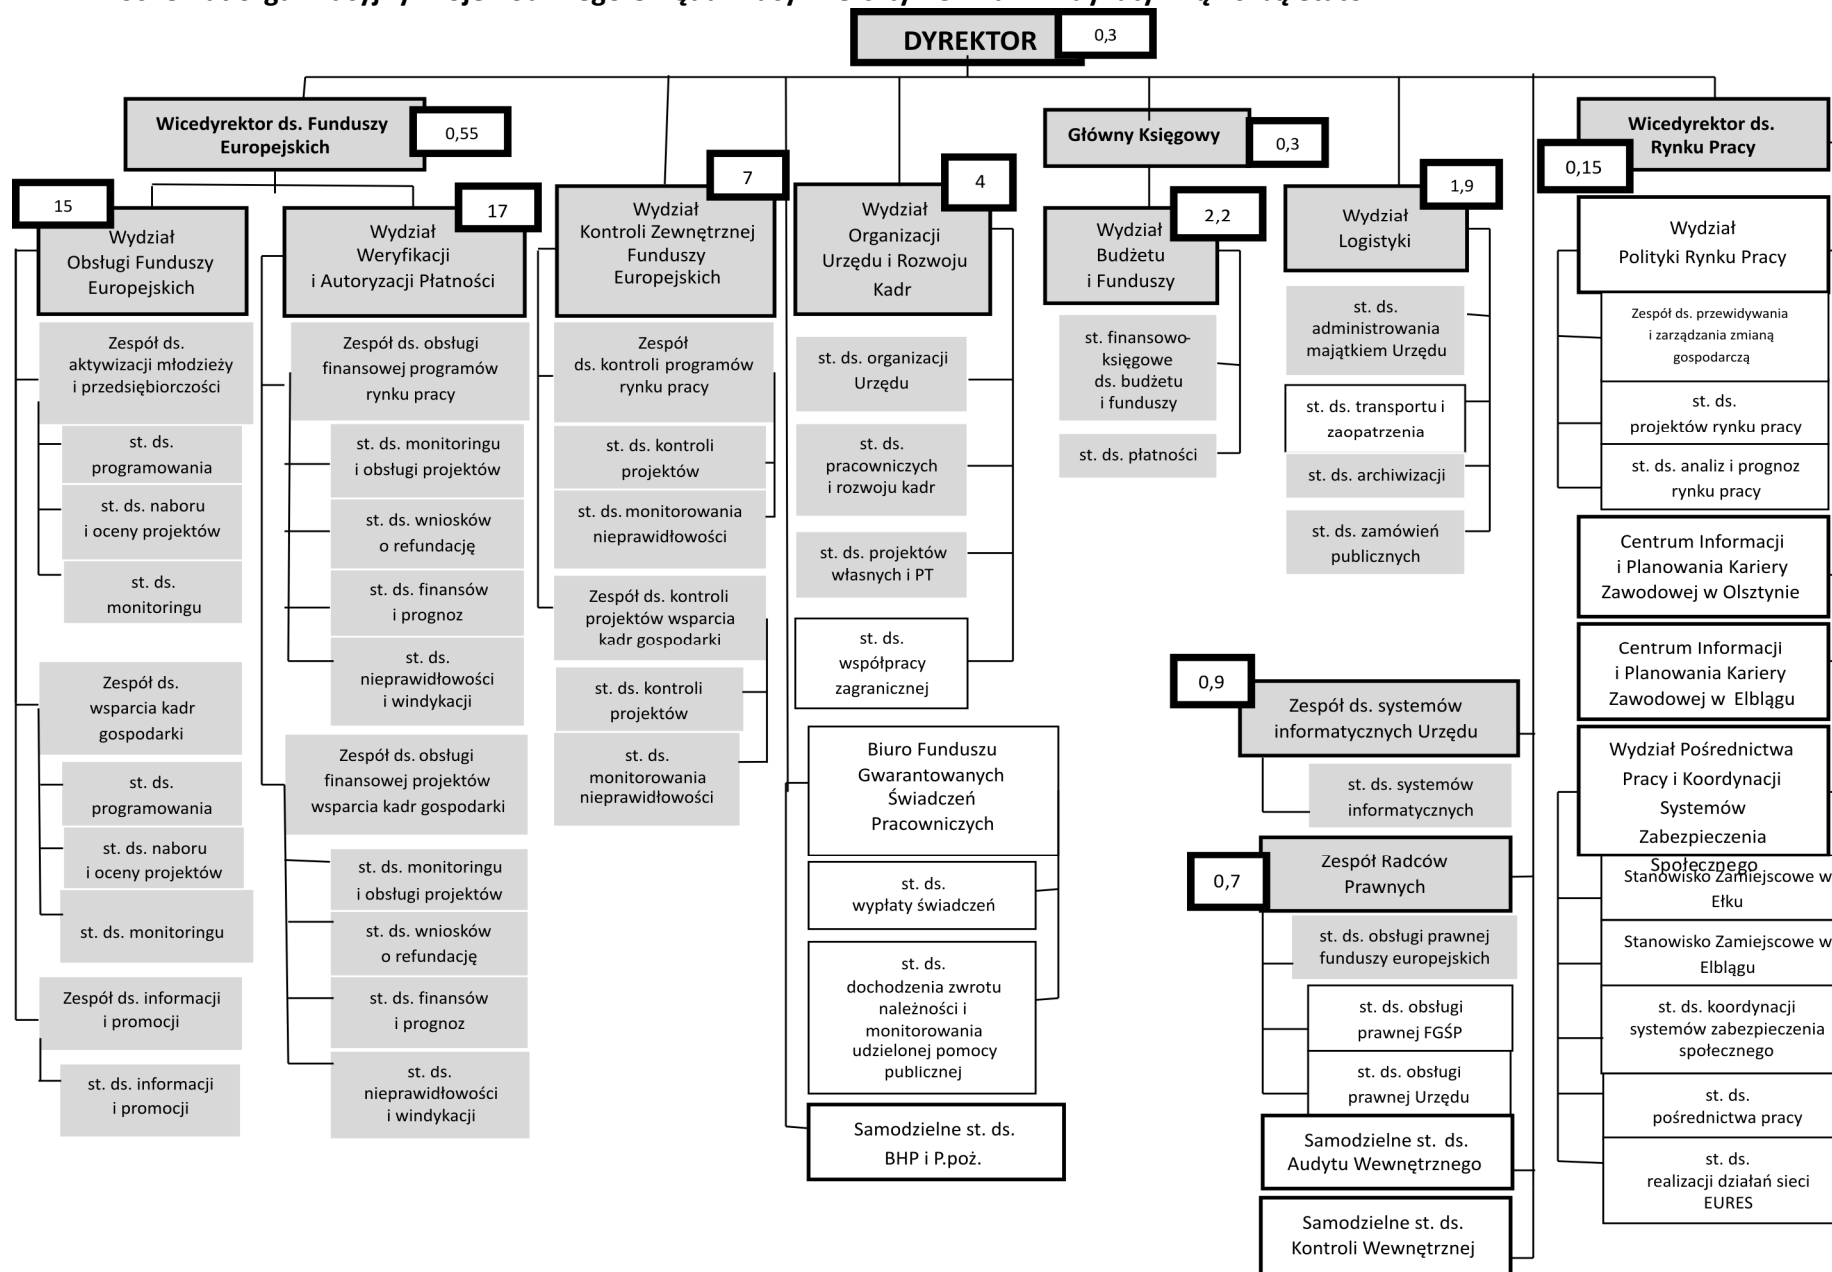 DYREKTOR
0,3
Wicedyrektor ds. Funduszy
Europejskich
0,55
15
Wydział
Obsługi Funduszy
Europejskich
Zespół ds.
aktywizacji młodzieży
i przedsiębiorczości
st. ds.
programowania
st. ds. naboru
i oceny projektów
st. ds.
monitoringu
Zespół ds.
wsparcia kadr
gospodarki
st. ds.
programowania
st. ds. naboru
i oceny projektów
st. ds. monitoringu
Zespół ds. informacji
i promocji
st. ds. informacji
i promocji
17
Wydział
Weryfikacji
i Autoryzacji Płatności
Zespół ds. obsługi
finansowej programów
rynku pracy
st. ds. monitoringu
i obsługi projektów
st. ds. wniosków
o refundację
st. ds. finansów
i prognoz
st. ds.
nieprawidłowości
i windykacji
Zespół ds. obsługi
finansowej projektów
wsparcia kadr gospodarki
st. ds. monitoringu
i obsługi projektów
st. ds. wniosków
o refundację
st. ds. finansów
i prognoz
st. ds.
nieprawidłowości
i windykacji
7
Wydział
Kontroli Zewnętrznej
Funduszy
Europejskich
Zespół
ds. kontroli programów
rynku pracy
st. ds. kontroli
projektów
st. ds. monitorowania
nieprawidłowości
Zespół ds. kontroli
projektów wsparcia
kadr gospodarki
st. ds. kontroli
projektów
st. ds.
monitorowania
nieprawidłowości
4
Wydział
Organizacji
Urzędu i Rozwoju
Kadr
st. ds. organizacji
Urzędu
st. ds.
pracowniczych
i rozwoju kadr
st. ds. projektów
własnych i PT
st. ds.
współpracy
zagranicznej
Biuro Funduszu
Gwarantowanych
Świadczeń
Pracowniczych
st. ds.
wypłaty świadczeń
st. ds.
dochodzenia zwrotu
należności i
monitorowania
udzielonej pomocy
publicznej
Samodzielne st. ds.
BHP i P.poż.
Główny Księgowy
0,3
2,2
Wydział
Budżetu
i Funduszy
st. finansowo-
księgowe
ds. budżetu
i funduszy
st. ds. płatności
1,9
Wydział
Logistyki
st. ds.
administrowania
majątkiem Urzędu
st. ds. transportu i
zaopatrzenia
st. ds. archiwizacji
st. ds. zamówień
publicznych
0,9
Zespół ds. systemów
informatycznych Urzędu
st. ds. systemów
informatycznych
0,7
Zespół Radców
Prawnych
st. ds. obsługi prawnej
funduszy europejskich
st. ds. obsługi
prawnej FGŚP
st. ds. obsługi
prawnej Urzędu
Samodzielne st. ds.
Audytu Wewnętrznego
Samodzielne st. ds.
Kontroli Wewnętrznej
Wicedyrektor ds.
Rynku Pracy
0,15
Wydział
Polityki Rynku Pracy
Zespół ds. przewidywania
i zarządzania zmianą
gospodarczą
st. ds.
projektów rynku pracy
st. ds. analiz i prognoz
rynku pracy
Centrum Informacji
i Planowania Kariery
Zawodowej w Olsztynie
Centrum Informacji
i Planowania Kariery
Zawodowej w Elblągu
Wydział Pośrednictwa
Pracy i Koordynacji
Systemów
Zabezpieczenia
Społecznego
Stanowisko Zamiejscowe w
Ełku
Stanowisko Zamiejscowe w
Elblągu
st. ds. koordynacji
systemów zabezpieczenia
społecznego
st. ds.
pośrednictwa pracy
st. ds.
realizacji działań sieci
EURES